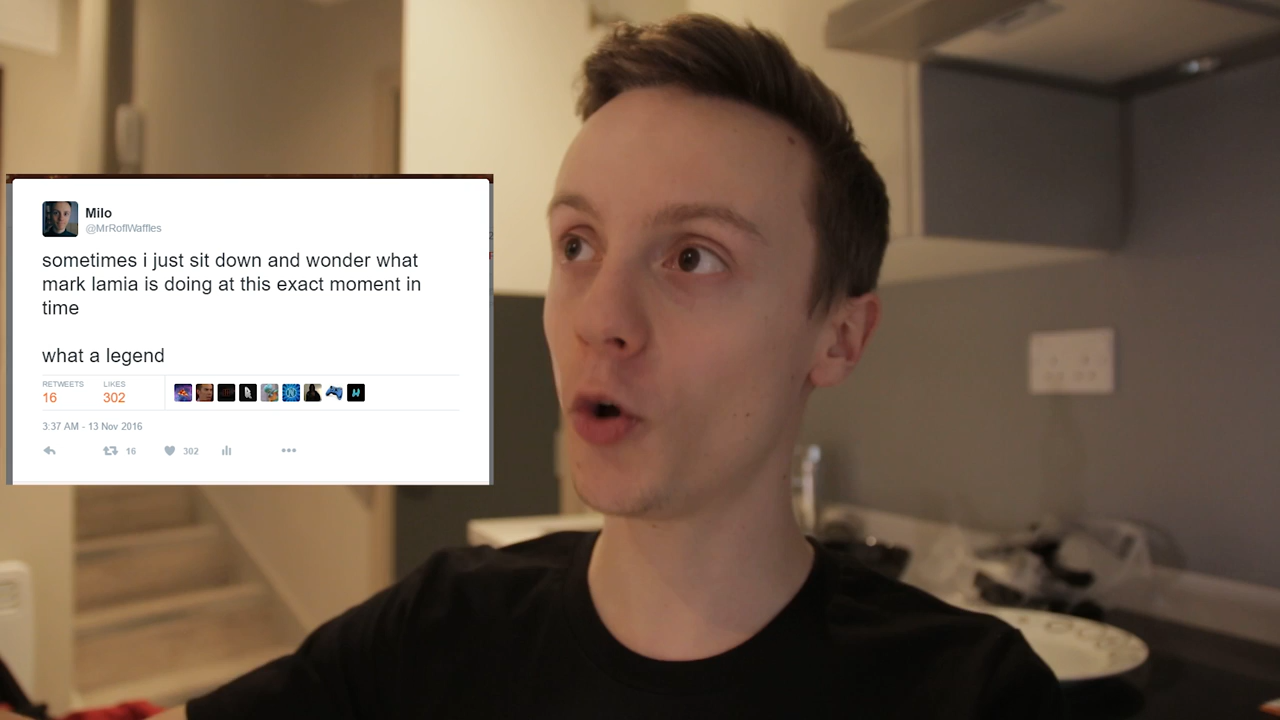 Milo
@MrRoflWaffles
sometimes i just sit down and wonder what
mark lamia is doing at this exact moment in
time
what a legend
RETWEETS LIKES
16 302
3:37 AM - 13 Nov 2016
16 302